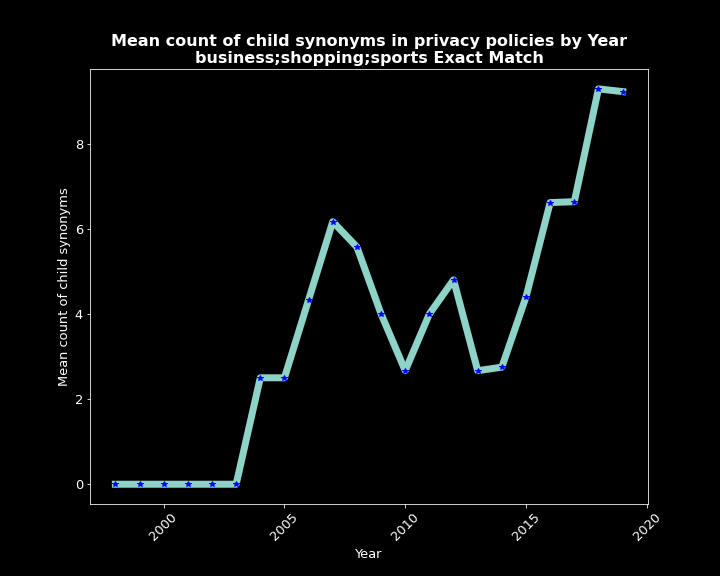 Mean count of child synonyms in privacy policies by Year
business;shopping;sports Exact Match
Mean count of child synonyms
8
6
4
2
0
2000
2005
2010
2015
2020
Year